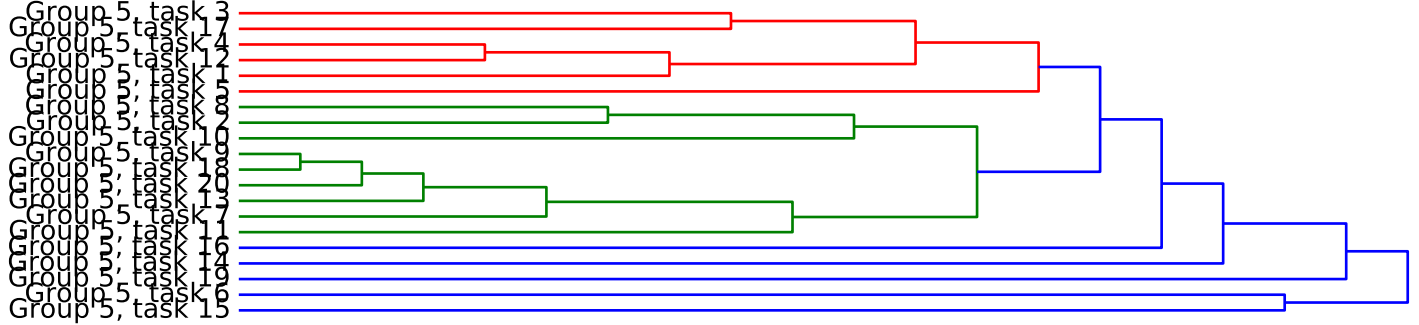 Group 5, task 3
Group 5, task 17
Group 5, task 4
Group 5, task 12
Group 5, task 1
Group 5, task 5
Group 5, task 8
Group 5, task 2
Group 5, task 10
Group 5, task 9
Group 5, task 18
Group 5, task 20
Group 5, task 13
Group 5, task 7
Group 5, task 11
Group 5, task 16
Group 5, task 14
Group 5, task 19
Group 5, task 6
Group 5, task 15